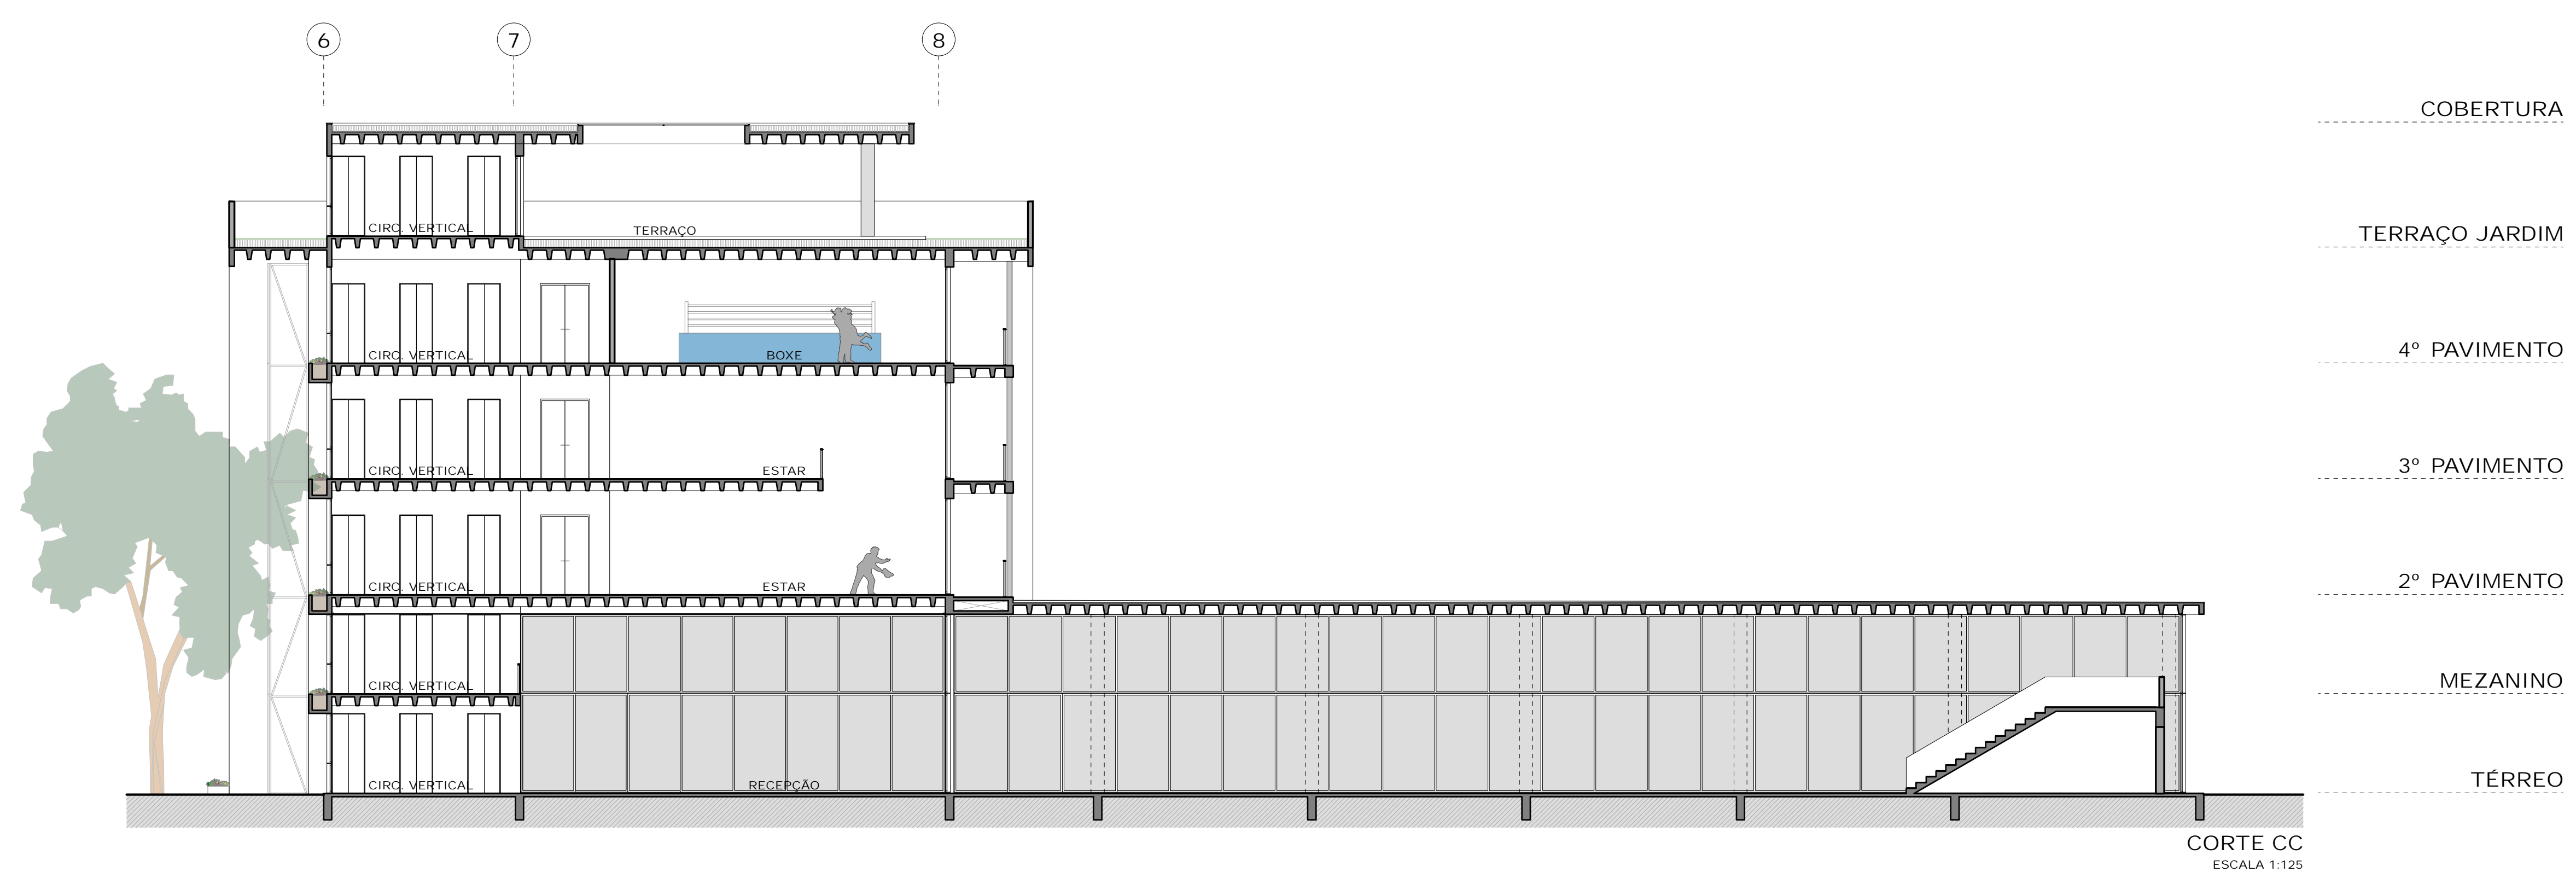 6
7
8
COBERTURA
CIRC. VERTICAL
TERRAÇO
TERRAÇO JARDIM
CIRC. VERTICAL
BOXE
4º PAVIMENTO
CIRC. VERTICAL
ESTAR
3º PAVIMENTO
CIRC. VERTICAL
ESTAR
2º PAVIMENTO
CIRC. VERTICAL
MEZANINO
CIRC. VERTICAL
RECEPÇÃO
TÉRREO
CORTE CC
ESCALA 1:125